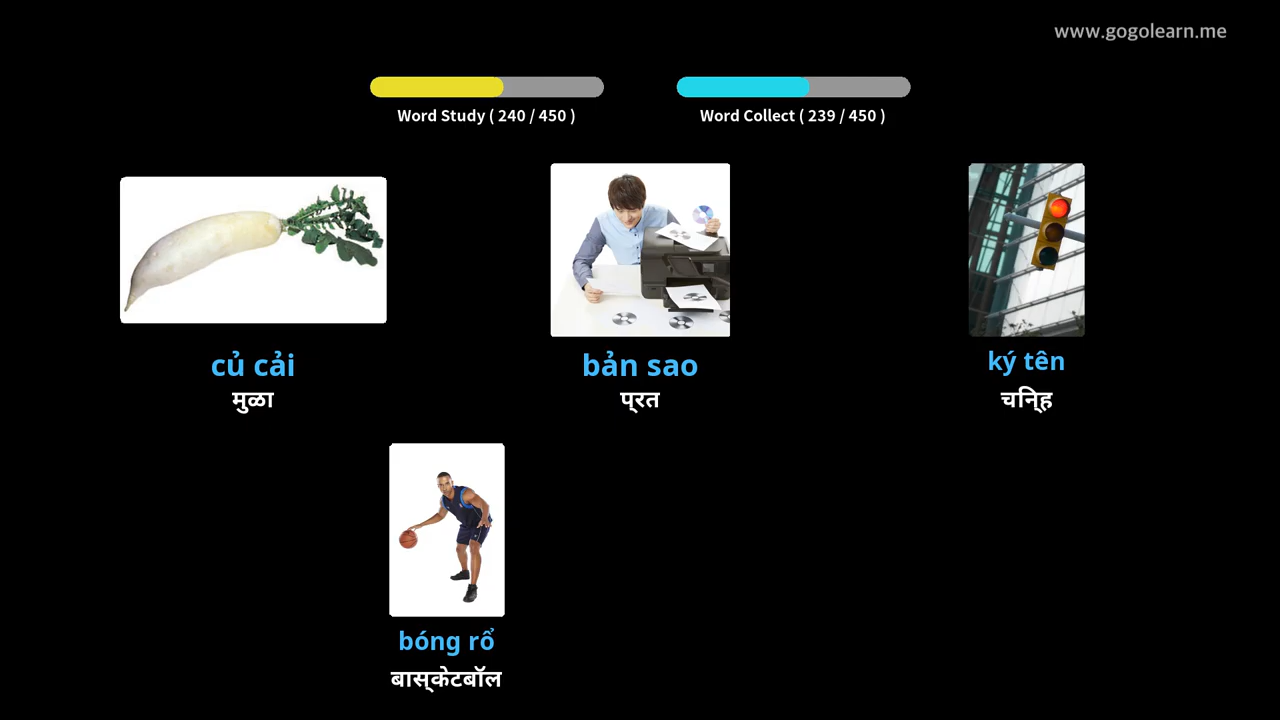 www.gogolearn.me
Word Study ( 240 / 450 )
Word Collect ( 239 / 450 )
củ cải
मुळा
bản sao
प्रत
ký tên
चिन्ह
bóng rổ
बास्केटबॉल